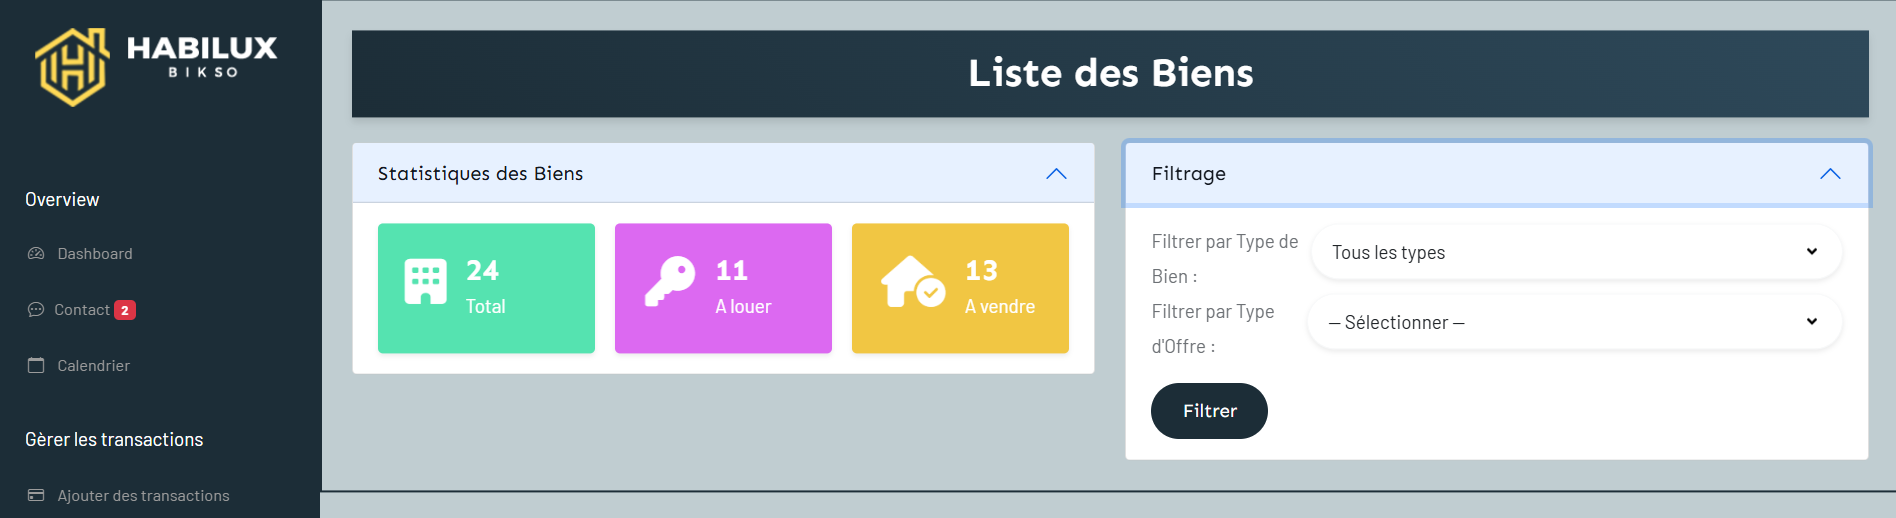 HABILUX
BIKSO
Overview
Dashboard
Contact 2
Calendrier
Gèrer les transactions
Ajouter des transactions
Liste des Biens
Statistiques des Biens
24
Total
11
A louer
13
A vendre
Filtrage
Filtrer par Type de
Bien :
Tous les types
Filtrer par Type
d'Offre :
— Sélectionner —
Filtrer